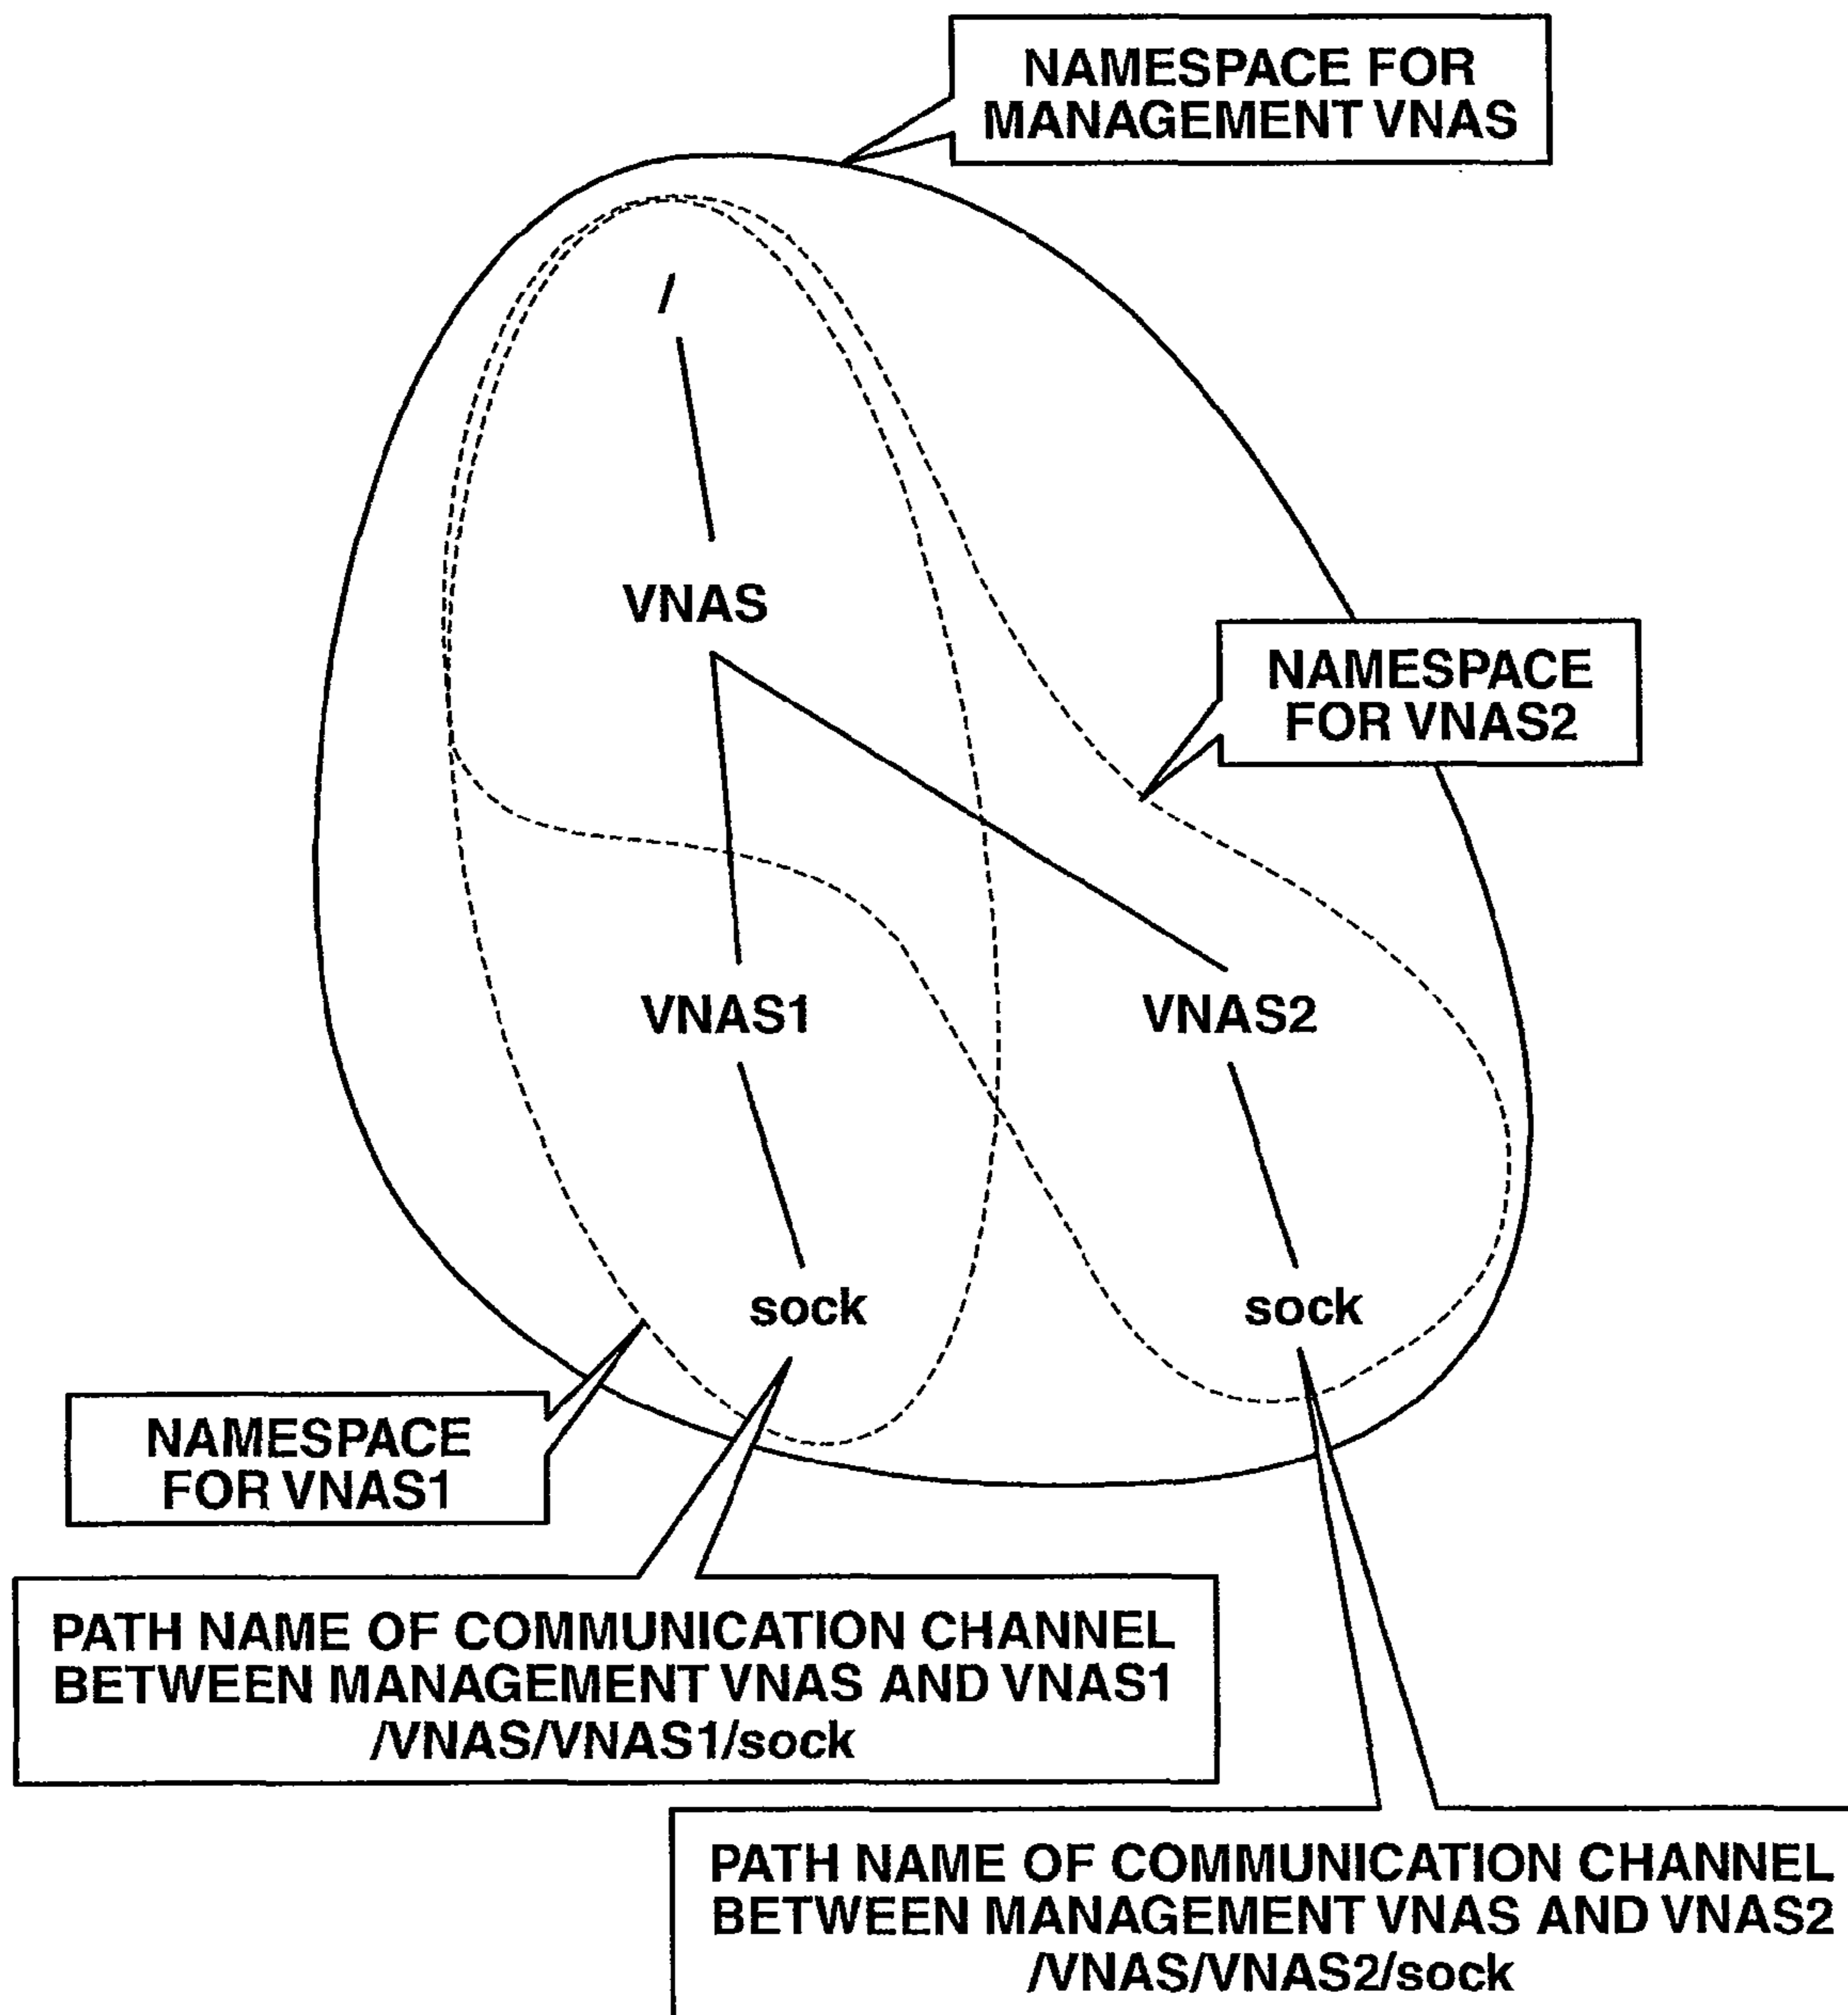 NAMESPACE FOR
MANAGEMENT VNAS
/
VNAS
NAMESPACE
FOR VNAS2
VNAS1
VNAS2
sock
sock
NAMESPACE
FOR VNAS1
PATH NAME OF COMMUNICATION CHANNEL
BETWEEN MANAGEMENT VNAS AND VNAS1
/VNAS/VNAS1/sock
PATH NAME OF COMMUNICATION CHANNEL
BETWEEN MANAGEMENT VNAS AND VNAS2
/VNAS/VNAS2/sock